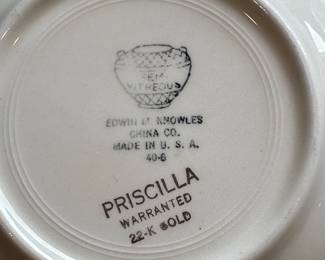 SEMI
VITREOUS
EDWIN M. KNOWLES
CHINA CO.
MADE IN U. S. A.
40-6
PRISCILLA
WARRANTED
22-K GOLD